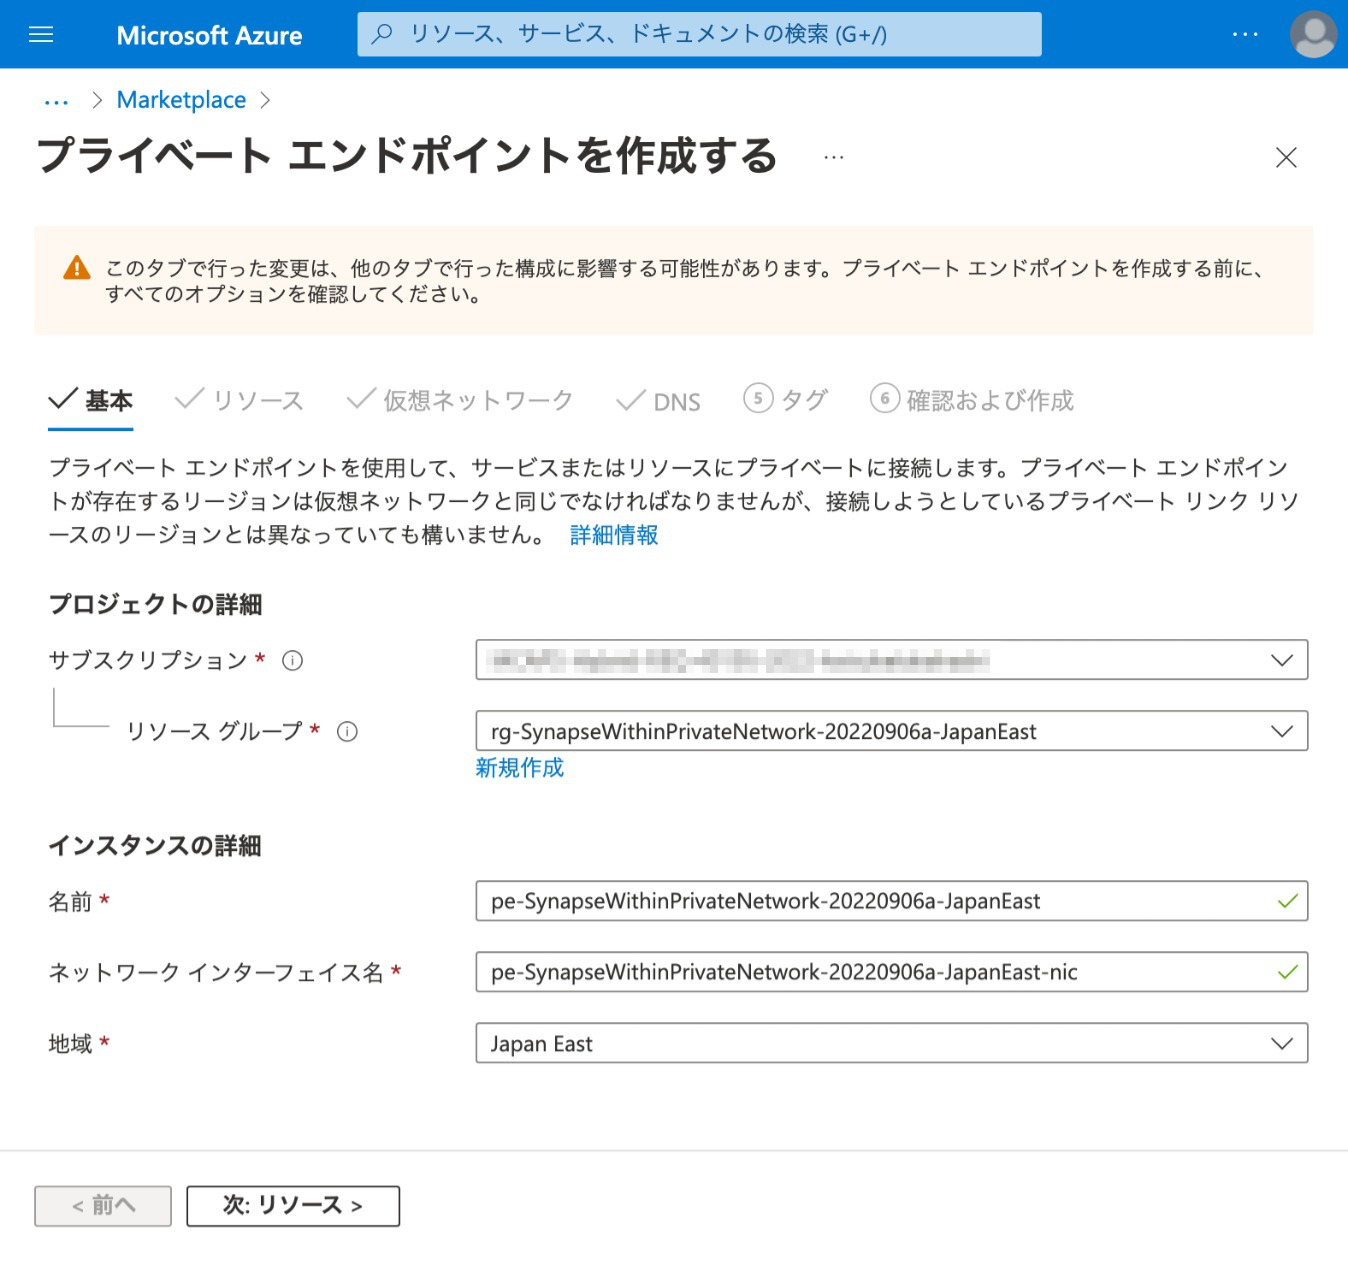 Microsoft Azure
リソース、サービス、ドキュメントの検索 (G+/)
...
... > Marketplace >
プライベート エンドポイントを作成する ...
このタブで行った変更は、他のタブで行った構成に影響する可能性があります。プライベート エンドポイントを作成する前に、
すべてのオプションを確認してください。
基本 リソース 仮想ネットワーク DNS 5 タグ 6 確認および作成
プライベート エンドポイントを使用して、サービスまたはリソースにプライベートに接続します。プライベート エンドポイン
トが存在するリージョンは仮想ネットワークと同じでなければなりませんが、接続しようとしているプライベート リンク リソ
ースのリージョンとは異なっていても構いません。 詳細情報
プロジェクトの詳細
サブスクリプション *
リソース グループ * rg-SynapseWithinPrivateNetwork-20220906a-JapanEast
新規作成
インスタンスの詳細
名前 * pe-SynapseWithinPrivateNetwork-20220906a-JapanEast
ネットワーク インターフェイス名 * pe-SynapseWithinPrivateNetwork-20220906a-JapanEast-nic
地域 * Japan East
< 前へ 次: リソース >